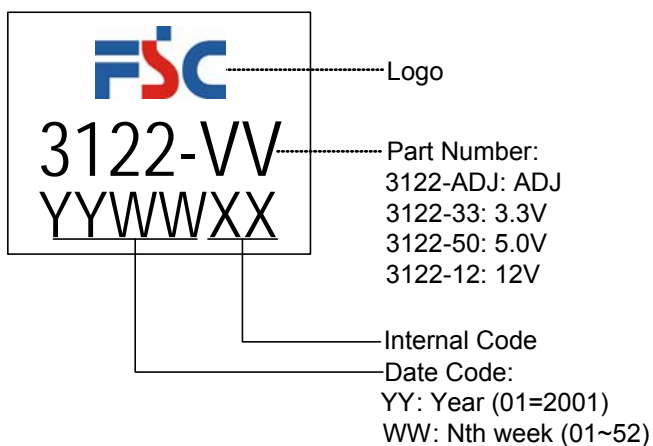 FSC
Logo
3122-VV
Part Number:
3122-ADJ: ADJ
3122-33: 3.3V
3122-50: 5.0V
3122-12: 12V
YYWWXX
Internal Code
Date Code:
YY: Year (01=2001)
WW: Nth week (01~52)